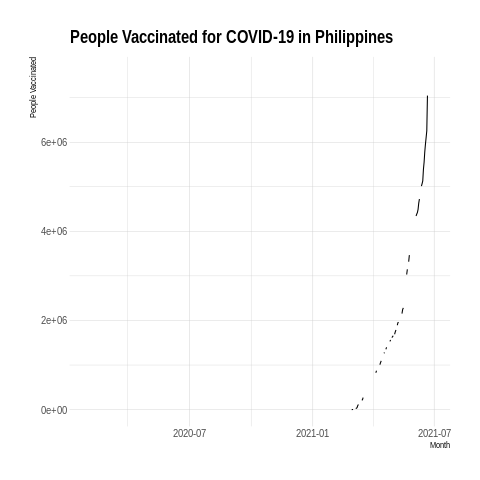 People Vaccinated for COVID-19 in Philippines
People Vaccinated
6e+06
4e+06
2e+06
0e+00
2020-07 2021-01 2021-07
Month